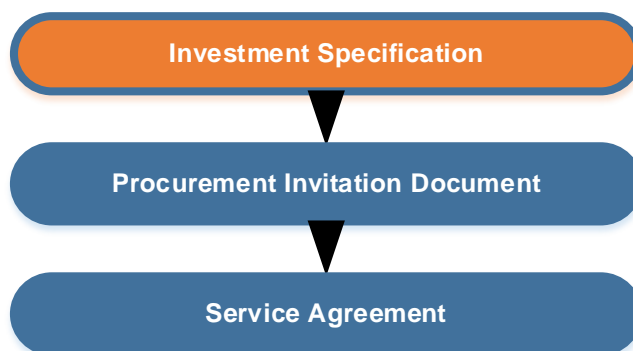 Investment Specification
Procurement Invitation Document
Service Agreement